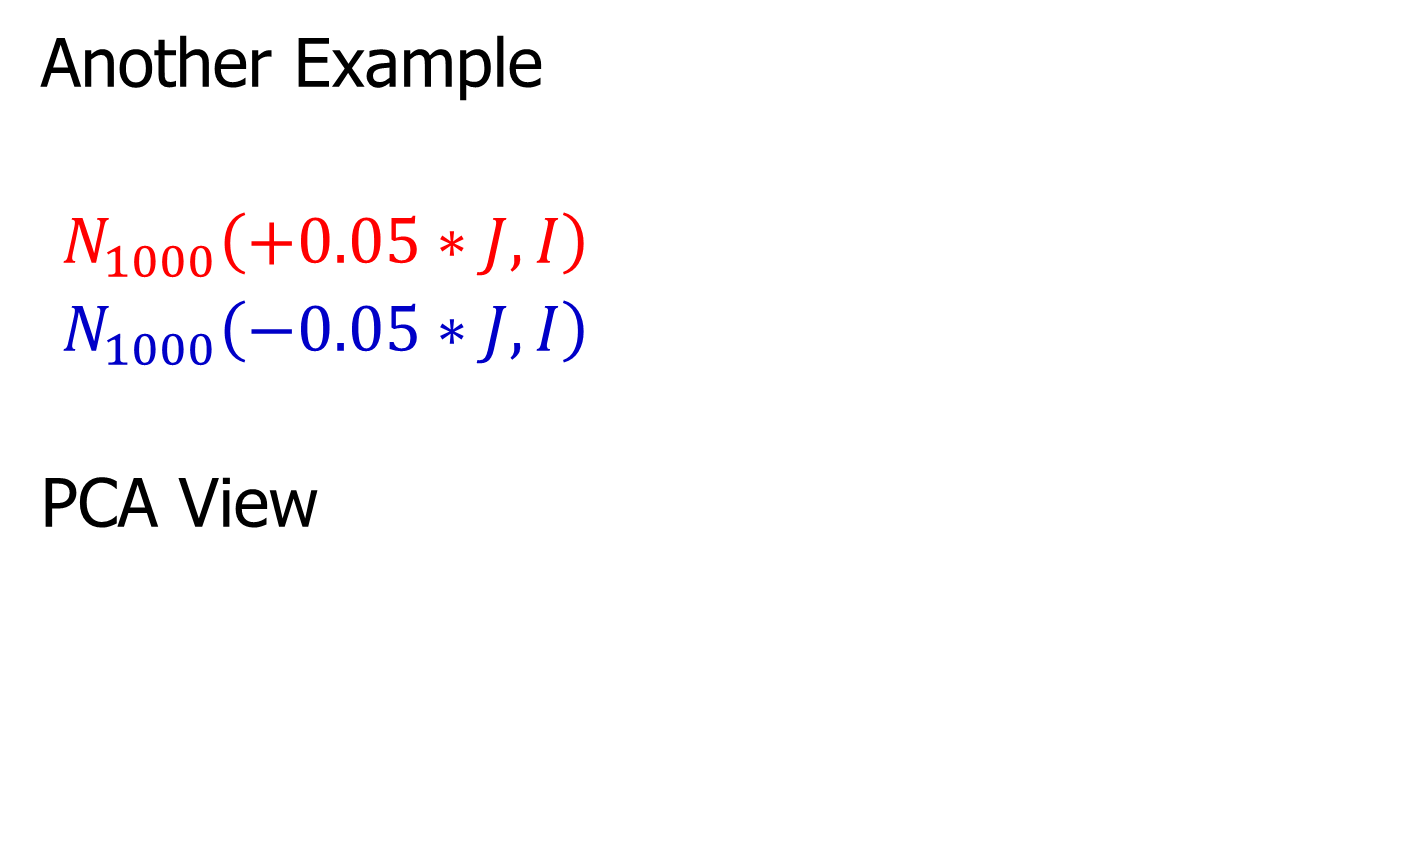 Another Example
N₁₀₀₀(+0.05 ∗ J, I)
N₁₀₀₀(−0.05 ∗ J, I)
PCA View